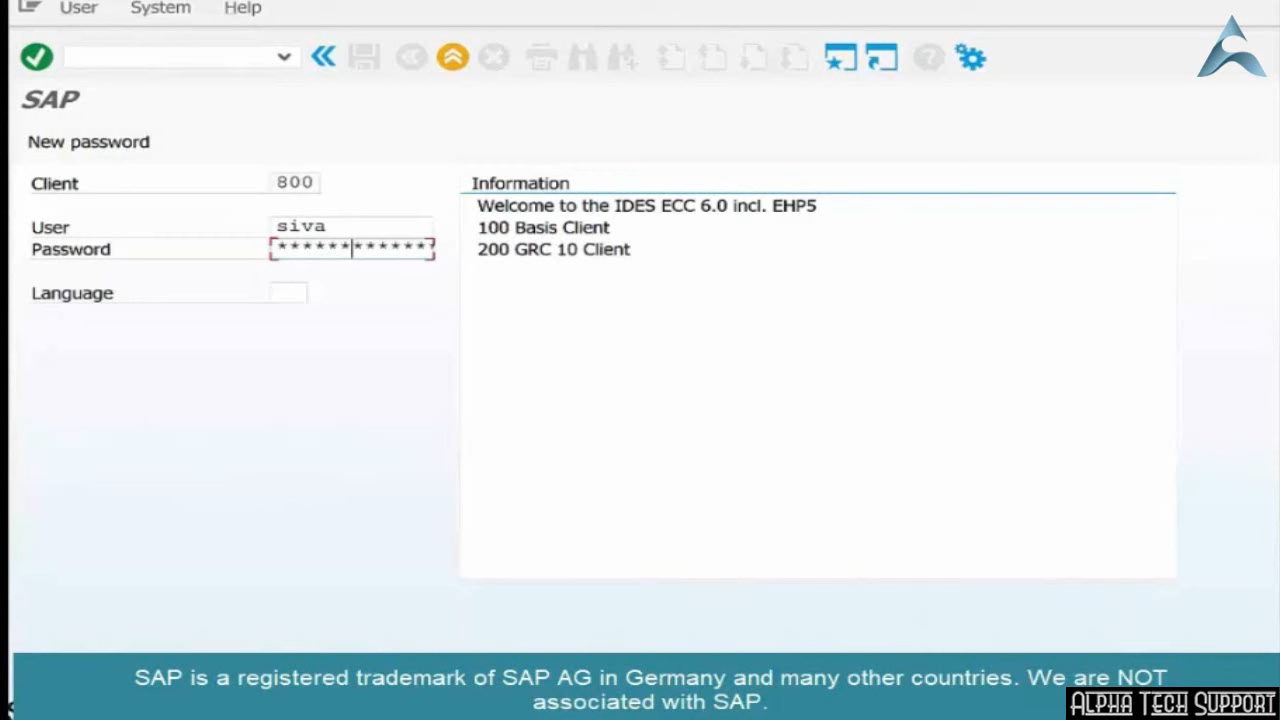 User System Help
SAP
New password
Client 800
User siva
Password *************
Language
Information
Welcome to the IDES ECC 6.0 incl. EHP5
100 Basis Client
200 GRC 10 Client
SAP is a registered trademark of SAP AG in Germany and many other countries. We are NOT
associated with SAP.
ALPHA TECH SUPPORT